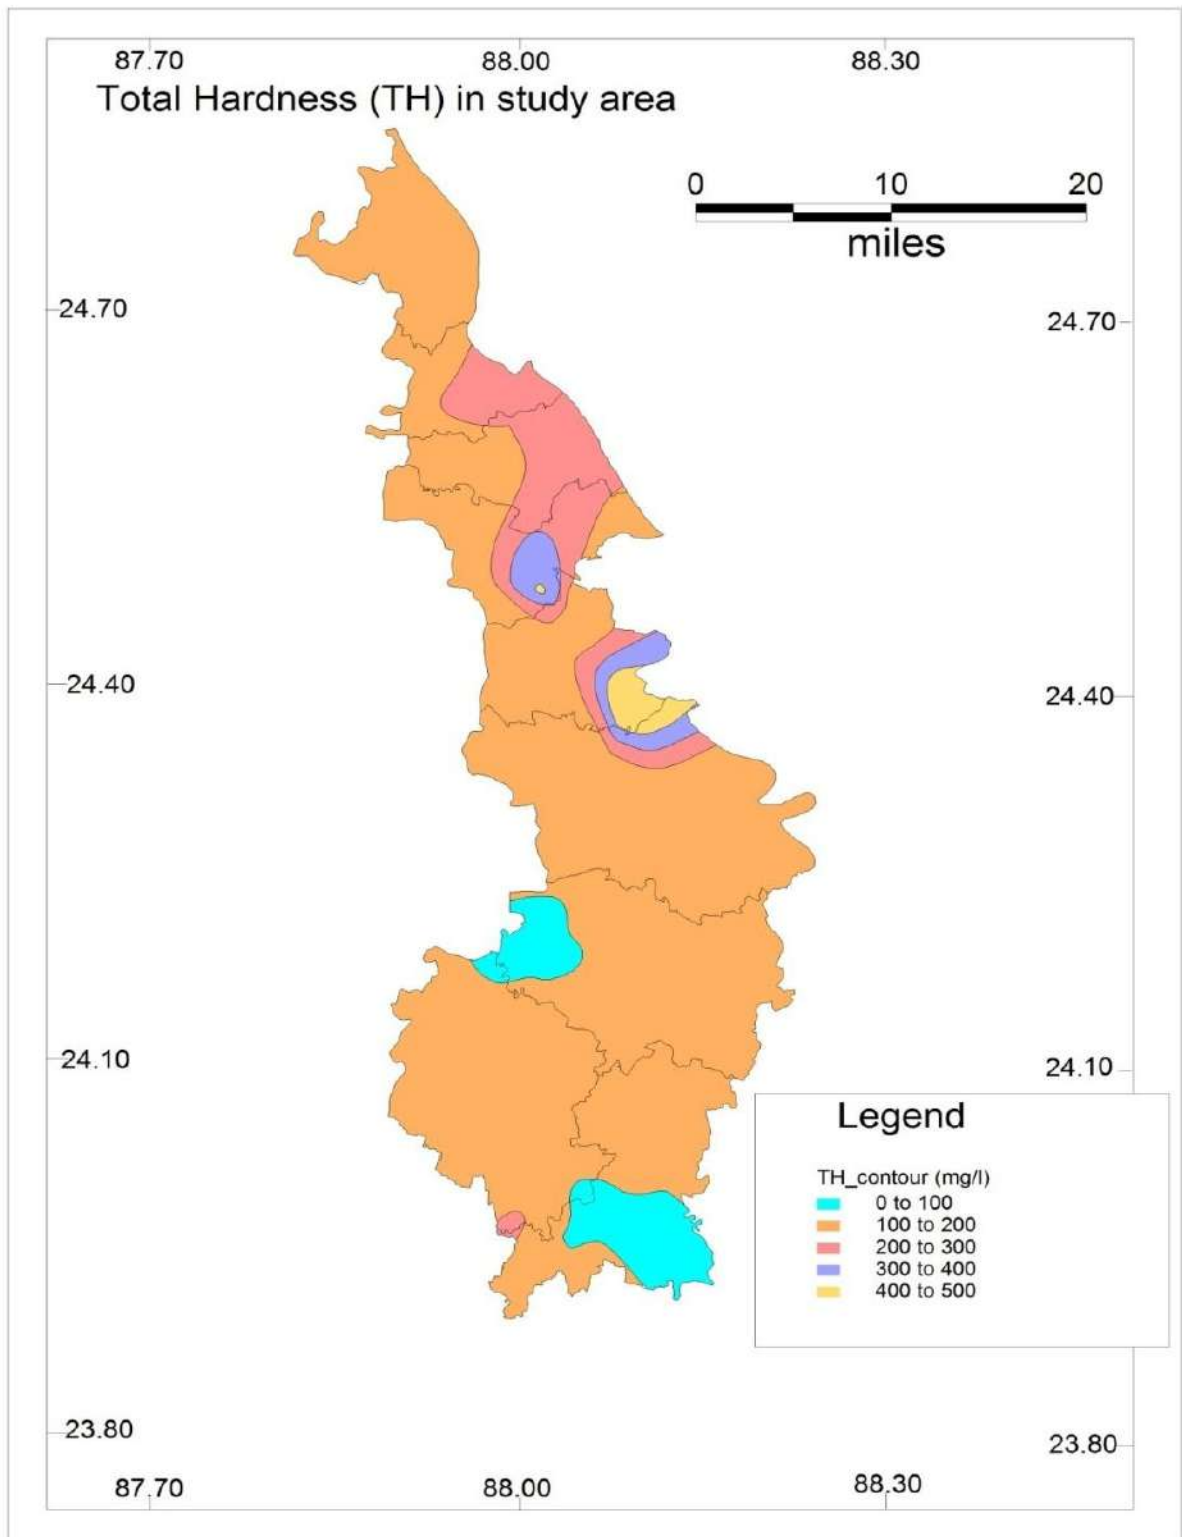 87.70 88.00 88.30
Total Hardness (TH) in study area
0 10 20
miles
24.70 24.70
24.40 24.40
24.10 24.10
Legend
TH_contour (mg/l)
0 to 100
100 to 200
200 to 300
300 to 400
400 to 500
23.80 23.80
87.70 88.00 88.30